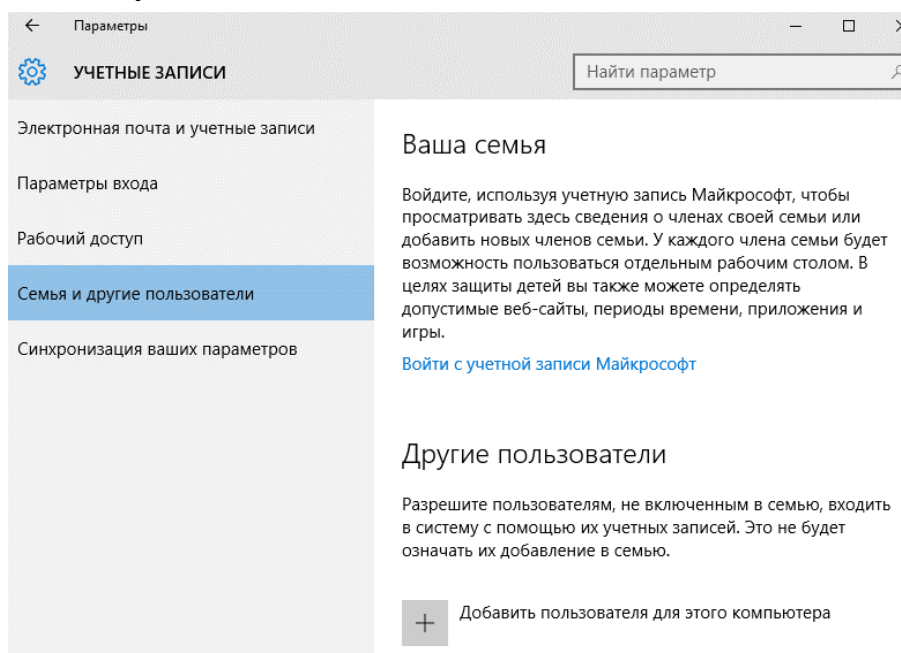 Параметры
УЧЕТНЫЕ ЗАПИСИ
Найти параметр
Электронная почта и учетные записи
Параметры входа
Рабочий доступ
Семья и другие пользователи
Синхронизация ваших параметров
Ваша семья
Войдите, используя учетную запись Майкрософт, чтобы
просматривать здесь сведения о членах своей семьи или
добавить новых членов семьи. У каждого члена семьи будет
возможность пользоваться отдельным рабочим столом. В
целях защиты детей вы также можете определять
допустимые веб-сайты, периоды времени, приложения и
игры.
Войти с учетной записи Майкрософт
Другие пользователи
Разрешите пользователям, не включенным в семью, входить
в систему с помощью их учетных записей. Это не будет
означать их добавление в семью.
Добавить пользователя для этого компьютера